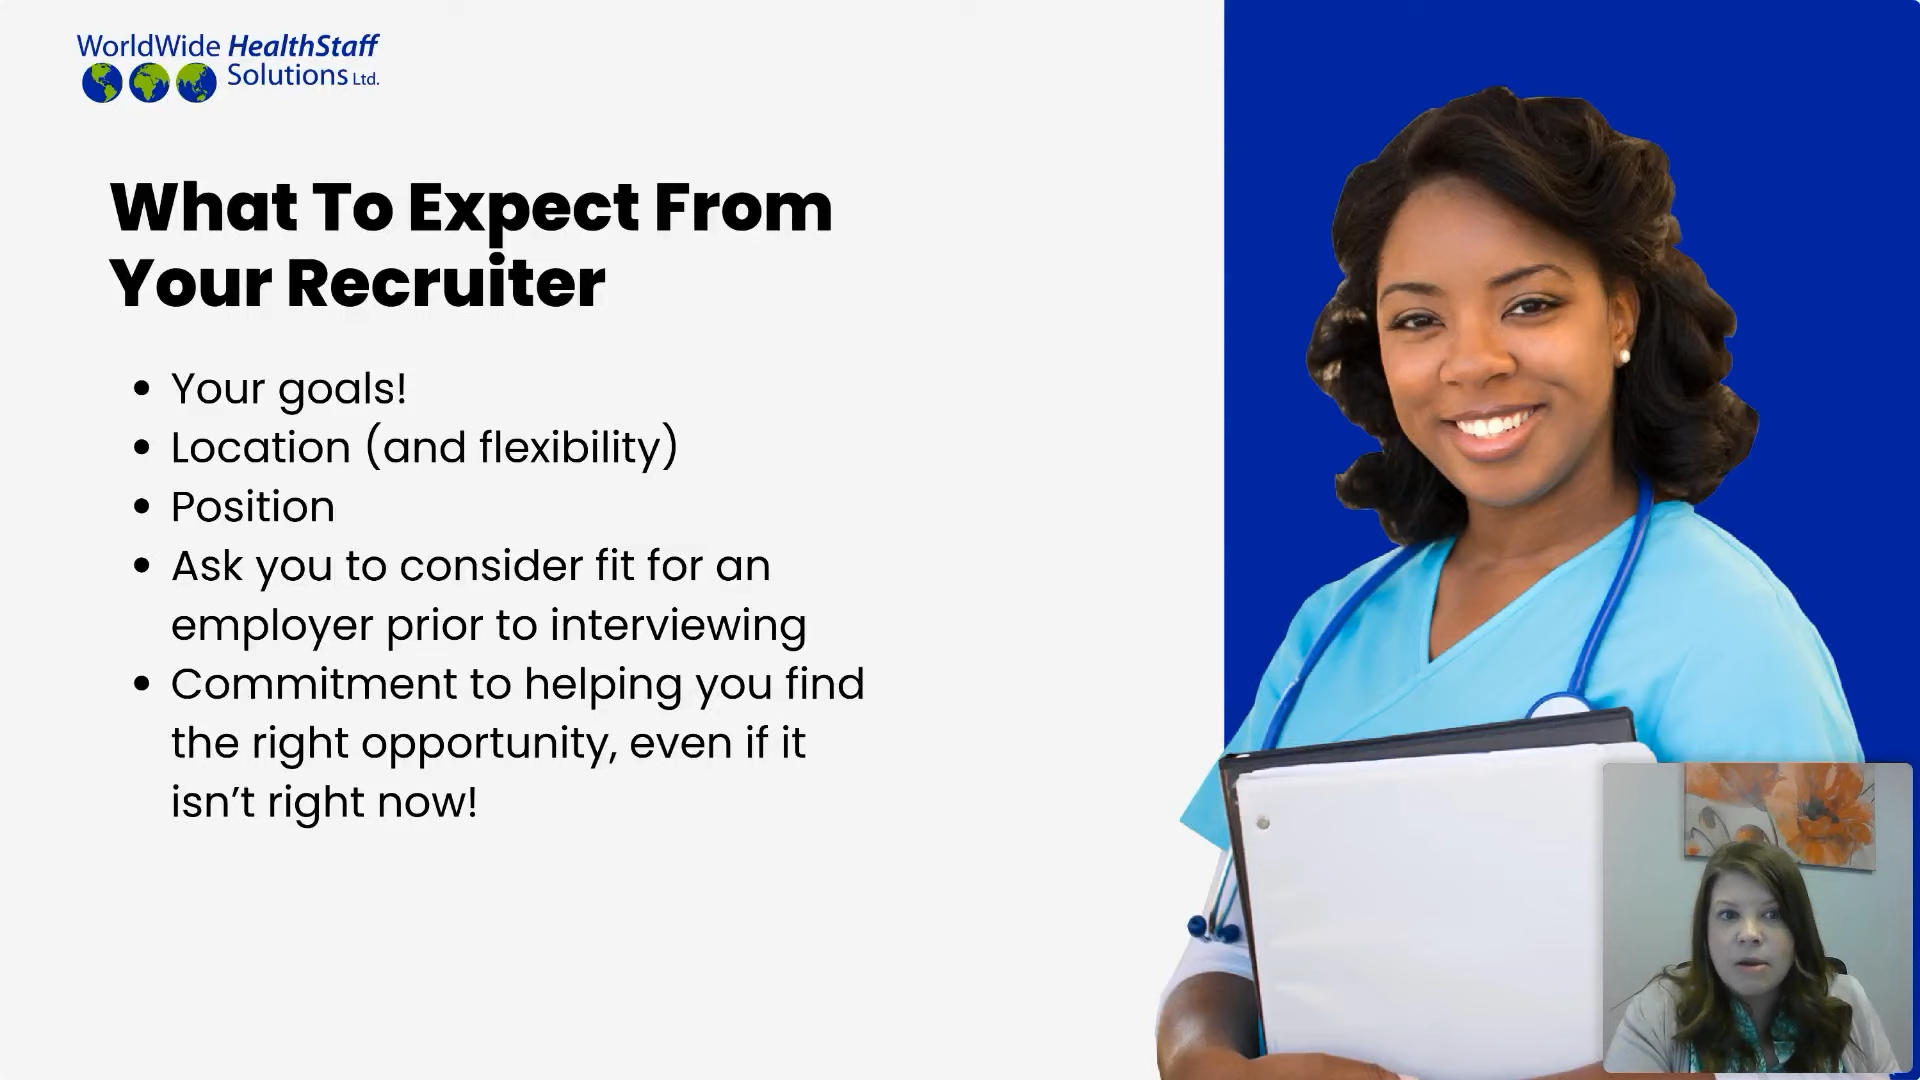 WorldWide HealthStaff
Solutions Ltd.
What To Expect From
Your Recruiter
• Your goals!
• Location (and flexibility)
• Position
• Ask you to consider fit for an
employer prior to interviewing
• Commitment to helping you find
the right opportunity, even if it
isn’t right now!